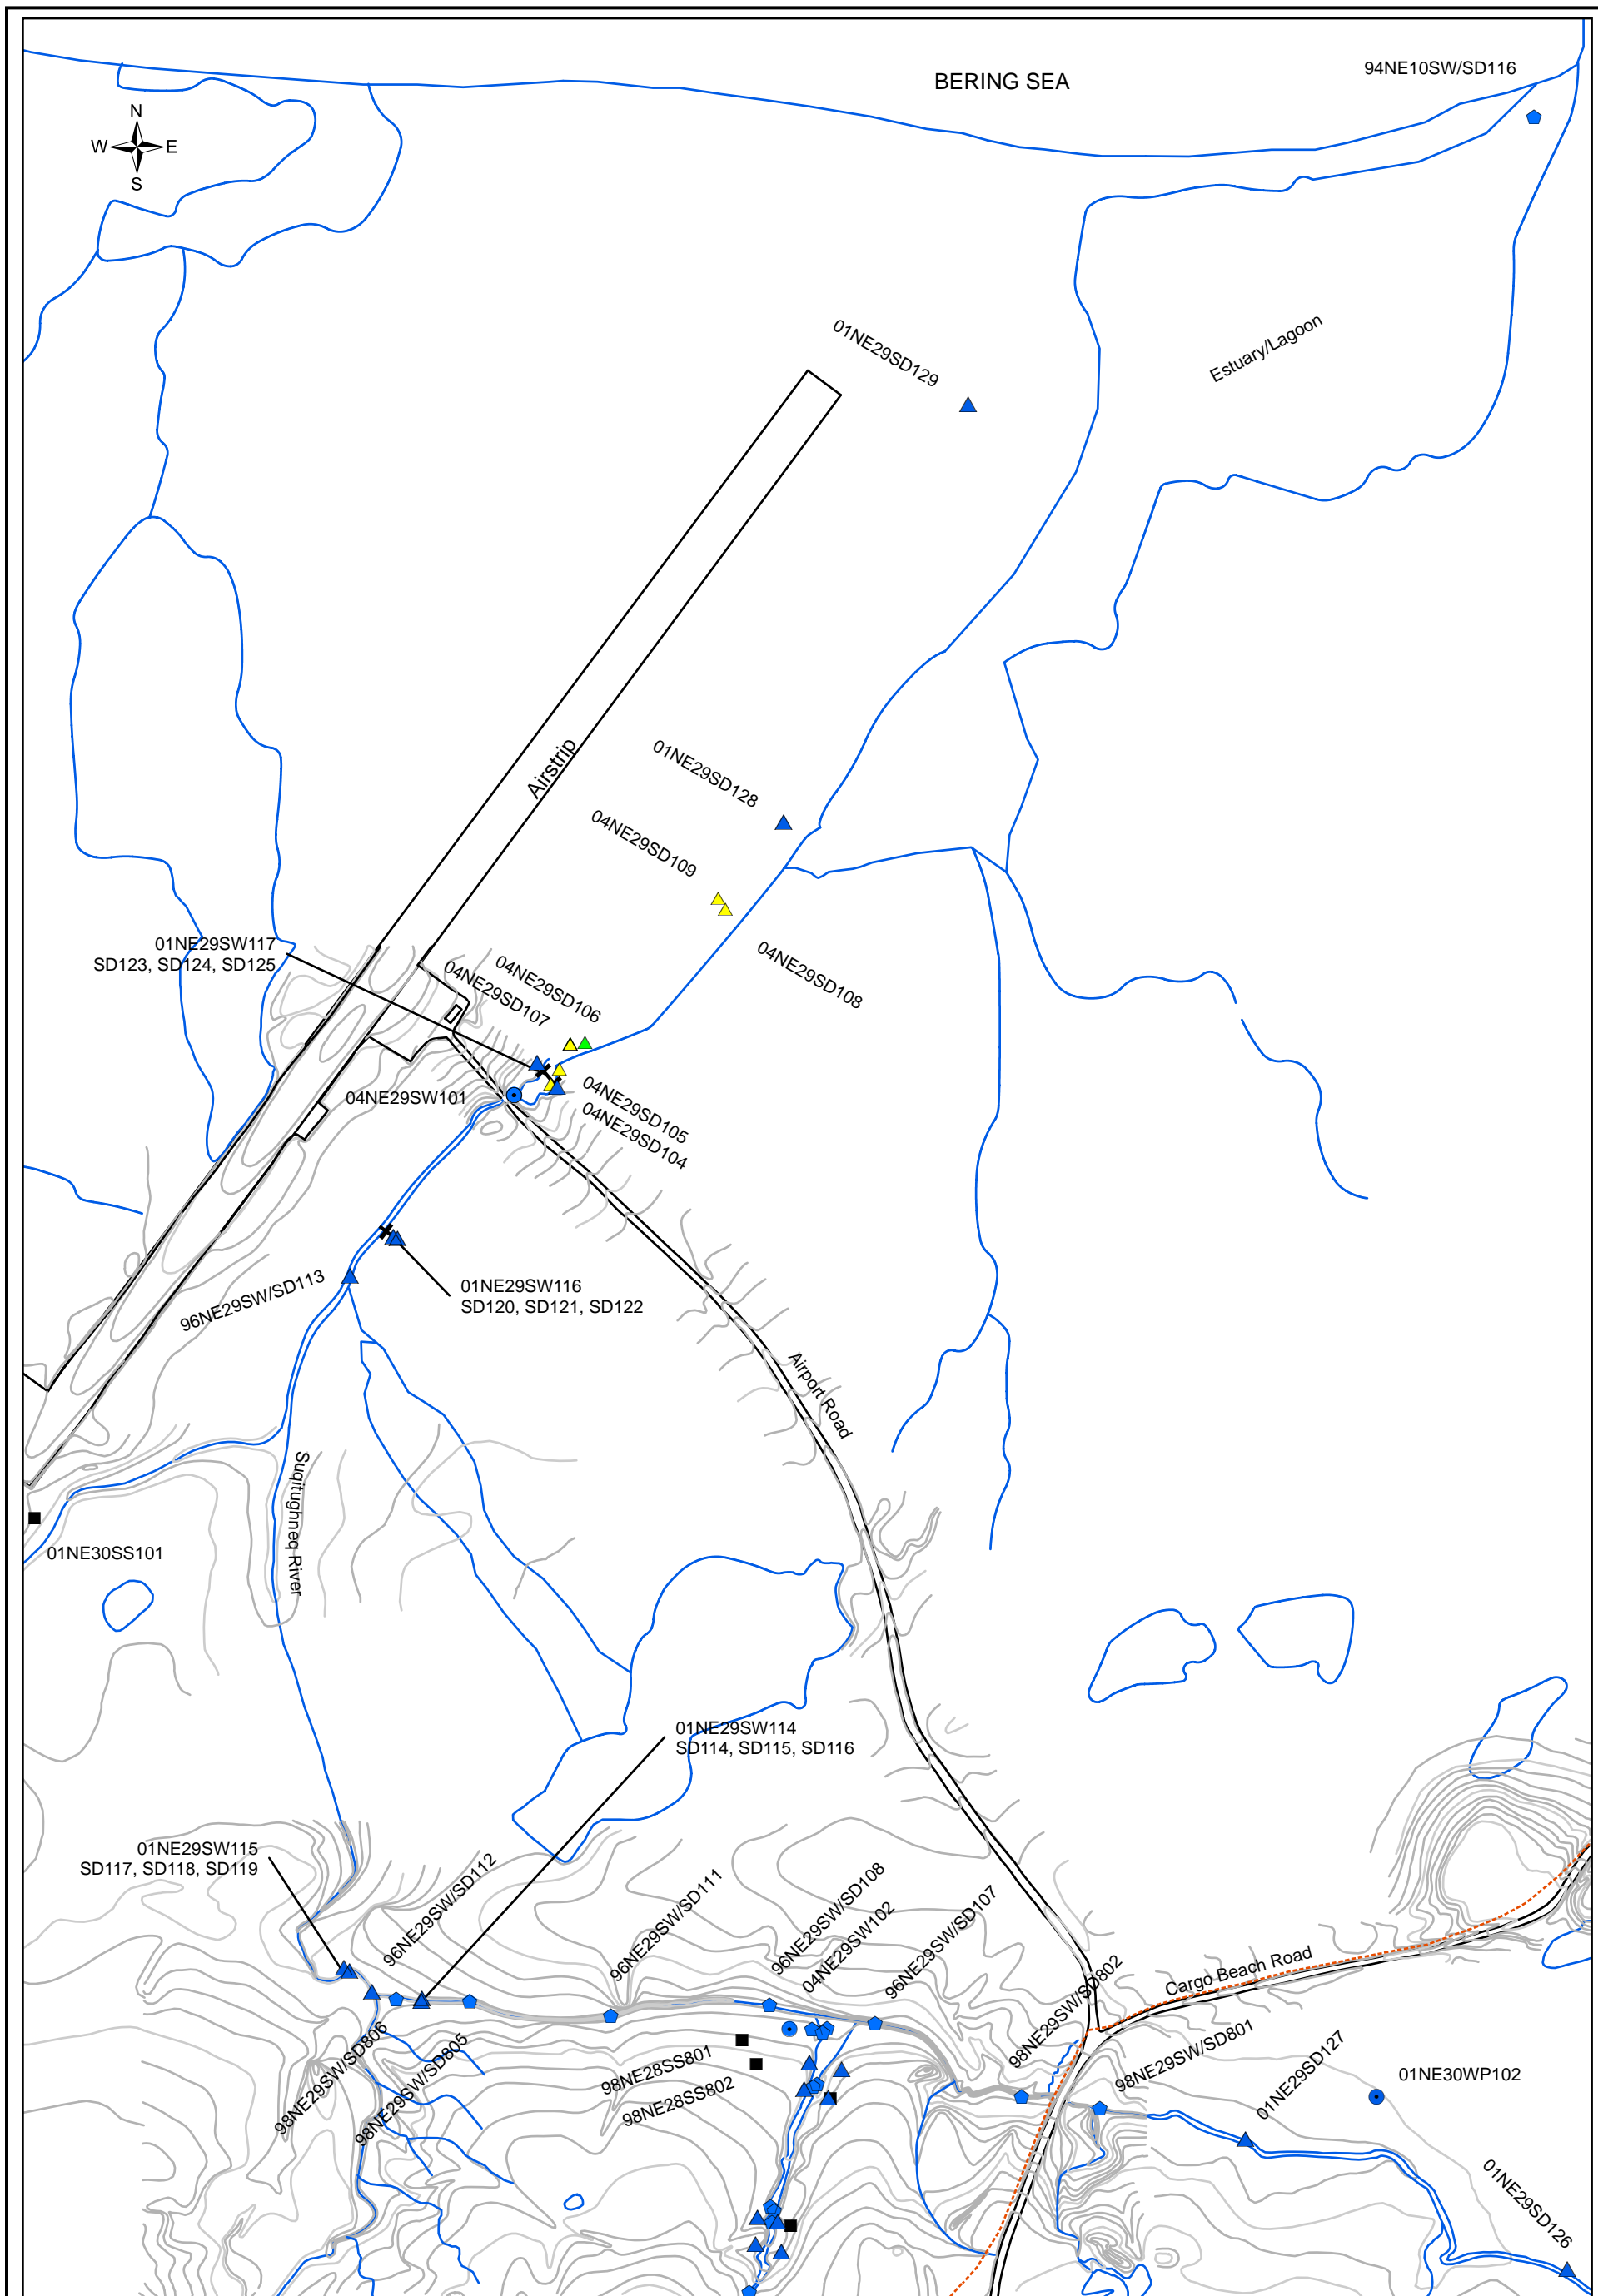 BERING SEA
94NE10SW/SD116
N
W E
S
01NE29SD129
Estuary/Lagoon
Airstrip
01NE29SD128
04NE29SD109
01NE29SW117
SD123, SD124, SD125
04NE29SD106
04NE29SD107
04NE29SD108
04NE29SW101
04NE29SD105
04NE29SD104
96NE29SW/SD113
01NE29SW116
SD120, SD121, SD122
Airport Road
Suqitughneq River
01NE30SS101
01NE29SW114
SD114, SD115, SD116
01NE29SW115
SD117, SD118, SD119
96NE29SW/SD112
96NE29SW/SD111
96NE29SW/SD108
04NE29SW102
96NE29SW/SD107
98NE29SW/SD802
Cargo Beach Road
98NE29SW/SD806
98NE29SW/SD805
98NE28SS801
98NE28SS802
98NE29SW/SD801
01NE29SD127
01NE30WP102
01NE29SD126